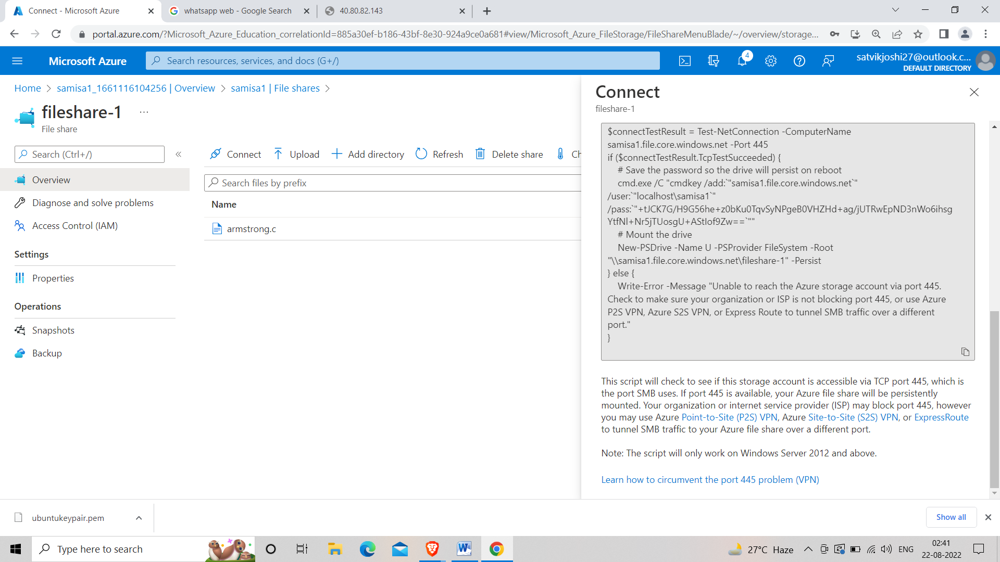 Connect - Microsoft Azure
whatsapp web - Google Search
40.80.82.143
portal.azure.com/?Microsoft_Azure_Education_correlationId=885a30ef-b186-43bf-8e30-924a9ce0a681#view/Microsoft_Azure_FileStorage/FileShareMenuBlade/~/overview/storage...
Microsoft Azure
Search resources, services, and docs (G+/)
4
satvikjoshi27@outlook.c...
DEFAULT DIRECTORY
Home > samisa1_1661116104256 | Overview > samisa1 | File shares >
fileshare-1 ...
File share
Search (Ctrl+/)
Overview
Diagnose and solve problems
Access Control (IAM)
Settings
Properties
Operations
Snapshots
Backup
Connect
Upload
Add directory
Refresh
Delete share
Ch
Search files by prefix
Name
armstrong.c
Connect
fileshare-1
$connectTestResult = Test-NetConnection -ComputerName
samisa1.file.core.windows.net -Port 445
if ($connectTestResult.TcpTestSucceeded) {
# Save the password so the drive will persist on reboot
cmd.exe /C "cmdkey /add:`"samisa1.file.core.windows.net`"
/user:`"localhost\samisa1`"
/pass:`"+tJCK7G/H9G56he+z0bKu0TqvSyNPgeB0VHZHd+ag/jUTRwEpND3nWo6ihsg
YtfNl+Nr5jTUosgU+AStIof9Zw==`""
# Mount the drive
New-PSDrive -Name U -PSProvider FileSystem -Root
"\\samisa1.file.core.windows.net\fileshare-1" -Persist
} else {
Write-Error -Message "Unable to reach the Azure storage account via port 445.
Check to make sure your organization or ISP is not blocking port 445, or use Azure
P2S VPN, Azure S2S VPN, or Express Route to tunnel SMB traffic over a different
port."
}
This script will check to see if this storage account is accessible via TCP port 445, which is
the port SMB uses. If port 445 is available, your Azure file share will be persistently
mounted. Your organization or internet service provider (ISP) may block port 445, however
you may use Azure Point-to-Site (P2S) VPN, Azure Site-to-Site (S2S) VPN, or ExpressRoute
to tunnel SMB traffic to your Azure file share over a different port.
Note: The script will only work on Windows Server 2012 and above.
Learn how to circumvent the port 445 problem (VPN)
ubuntukeypair.pem
Show all
Type here to search
27°C Haze
ENG
02:41
22-08-2022